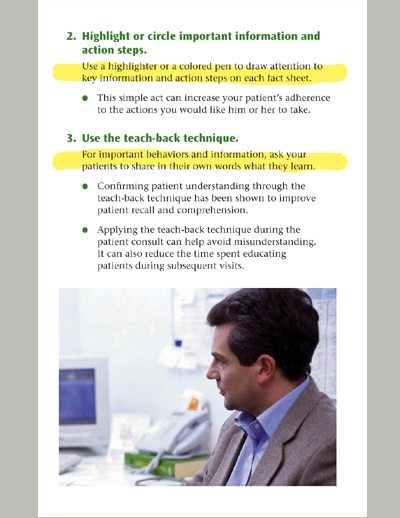 2. Highlight or circle important information and
action steps.
Use a highlighter or a colored pen to draw attention to
key information and action steps on each fact sheet.
● This simple act can increase your patient's adherence
to the actions you would like him or her to take.
3. Use the teach-back technique.
For important behaviors and information, ask your
patients to share in their own words what they learn.
● Confirming patient understanding through the
teach-back technique has been shown to improve
patient recall and comprehension.
● Applying the teach-back technique during the
patient consult can help avoid misunderstanding.
It can also reduce the time spent educating
patients during subsequent visits.